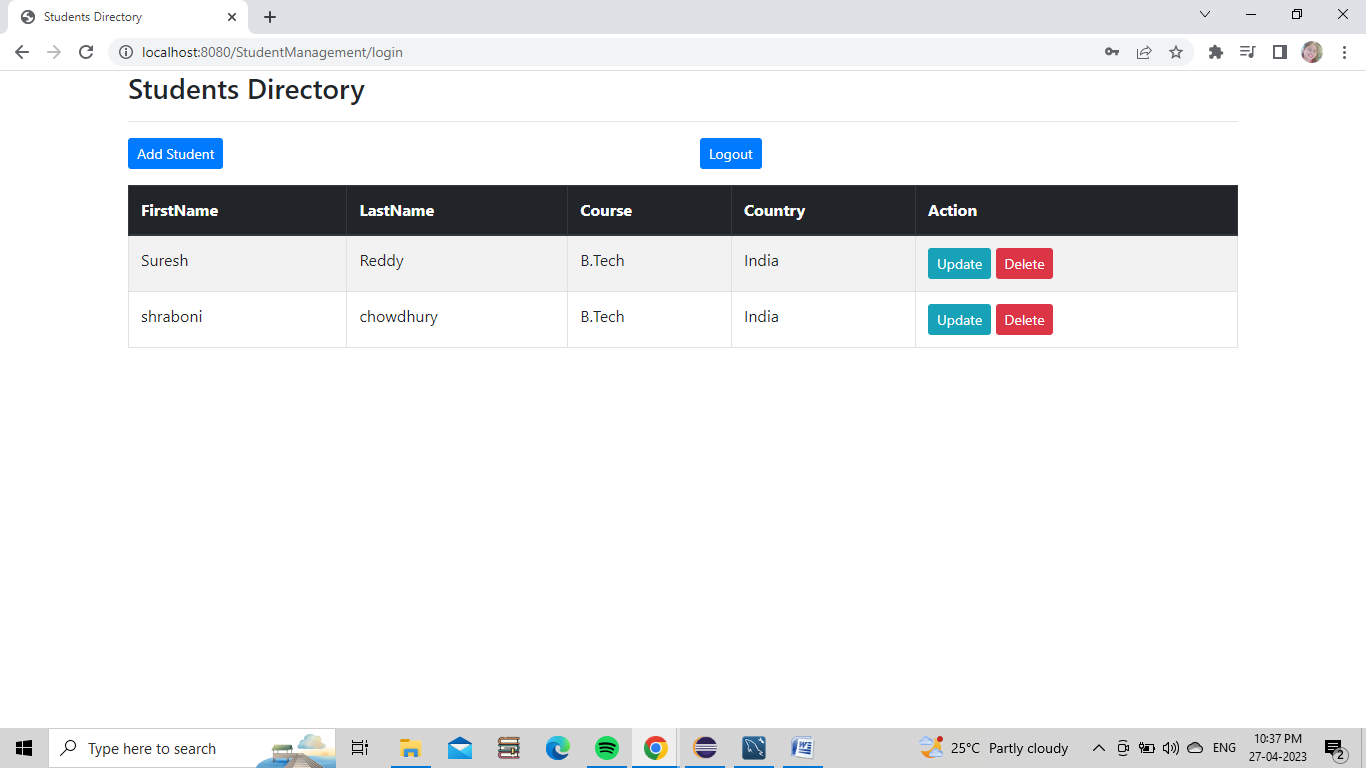 Students Directory
localhost:8080/StudentManagement/login
Students Directory
Add Student Logout
FirstName LastName Course Country Action
Suresh Reddy B.Tech India Update Delete
shraboni chowdhury B.Tech India Update Delete
Type here to search 25°C Partly cloudy ENG 10:37 PM
27-04-2023 2